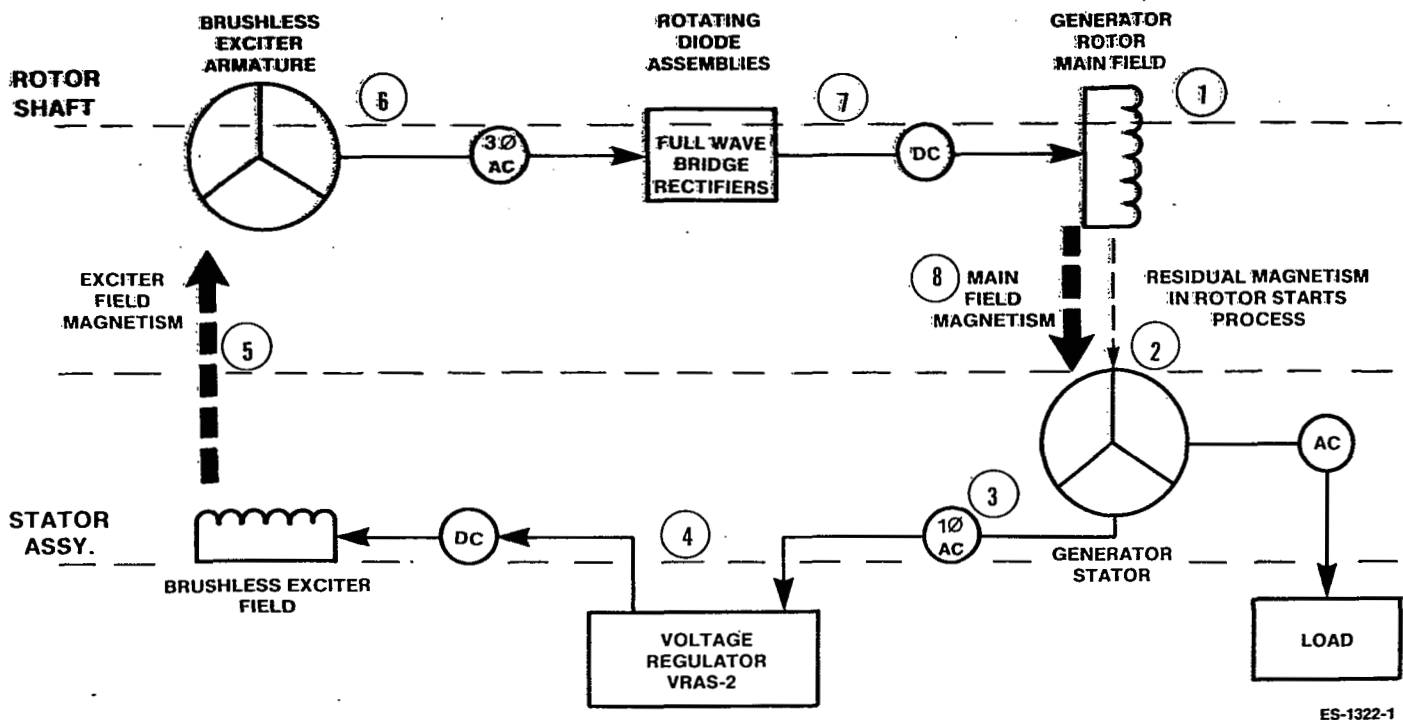 BRUSHLESS
EXCITER
ARMATURE
ROTATING
DIODE
ASSEMBLIES
GENERATOR
ROTOR
MAIN FIELD
ROTOR
SHAFT
6
7
1
3Ø
AC
FULL WAVE
BRIDGE
RECTIFIERS
DC
EXCITER
FIELD
MAGNETISM
5
8
MAIN
FIELD
MAGNETISM
RESIDUAL MAGNETISM
IN ROTOR STARTS
PROCESS
2
AC
STATOR
ASSY.
DC
4
3
1Ø
AC
GENERATOR
STATOR
BRUSHLESS EXCITER
FIELD
VOLTAGE
REGULATOR
VRAS-2
LOAD
ES-1322-1